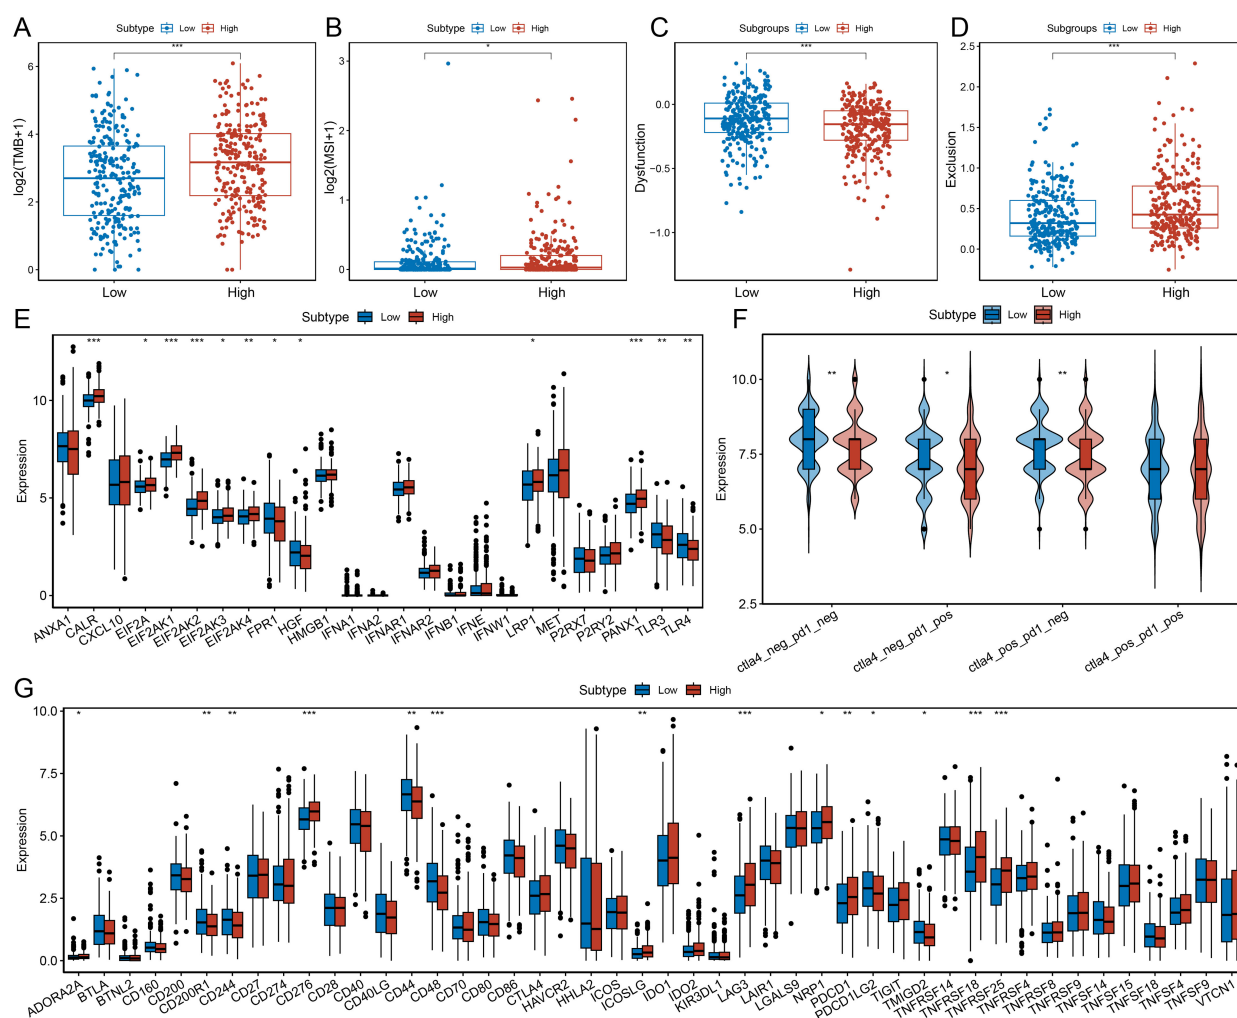 A
Subtype Low High
***
log2(TMB+1)
6
4
2
0
Low High
B
Subtype Low High
*
log2(MSI+1)
3
2
1
0
Low High
C
Subgroups Low High
***
Dysfunction
0.0
−0.5
−1.0
Low High
D
Subgroups Low High
***
Exclusion
2.5
2.0
1.5
1.0
0.5
0.0
Low High
E
Subtype Low High
*** * *** *** * ** * * * *** ** **
Expression
10
5
0
ANXA1 CALR CXCL10 EIF2A EIF2AK1 EIF2AK2 EIF2AK3 EIF2AK4 FPR1 HGF HMGB1 IFNA1 IFNA2 IFNAR1 IFNAR2 IFNB1 IFNE IFNW1 LRP1 MET P2RX7 P2RY2 PANX1 TLR3 TLR4
F
Subtype Low High
** * **
Expression
10.0
7.5
5.0
2.5
ctla4_neg_pd1_neg ctla4_neg_pd1_pos ctla4_pos_pd1_neg ctla4_pos_pd1_pos
G
Subtype Low High
* ** ** *** ** *** ** *** * ** * * *** ***
Expression
10.0
7.5
5.0
2.5
0.0
ADORA2A BTLA BTNL2 CD160 CD200 CD200R1 CD244 CD27 CD274 CD276 CD28 CD40 CD40LG CD44 CD48 CD70 CD80 CD86 CTLA4 HAVCR2 HHLA2 ICOS ICOSLG IDO1 IDO2 KIR3DL1 LAG3 LAIR1 LGALS9 NRP1 PDCD1 PDCD1LG2 TIGIT TMIGD2 TNFRSF14 TNFRSF18 TNFRSF25 TNFRSF4 TNFRSF8 TNFRSF9 TNFSF14 TNFSF15 TNFSF18 TNFSF4 TNFSF9 VTCN1